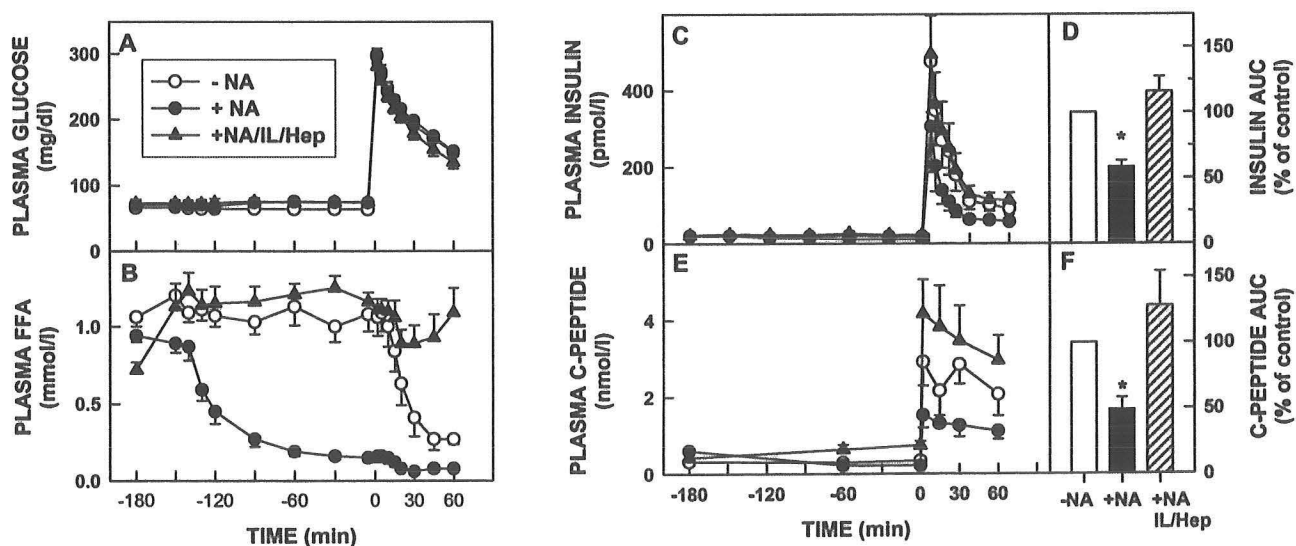 A
PLASMA GLUCOSE
(mg/dl)
300
200
100
0
- NA
+ NA
+NA/IL/Hep
B
PLASMA FFA
(mmol/l)
1.0
0.5
0.0
-180
-120
-60
0
30
60
TIME (min)
C
PLASMA INSULIN
(pmol/l)
400
200
0
D
*
150
100
50
0
INSULIN AUC
(% of control)
E
PLASMA C-PEPTIDE
(nmol/l)
4
2
0
-180
-120
-60
0
30
60
TIME (min)
F
*
150
100
50
0
C-PEPTIDE AUC
(% of control)
-NA
+NA
+NA
IL/Hep